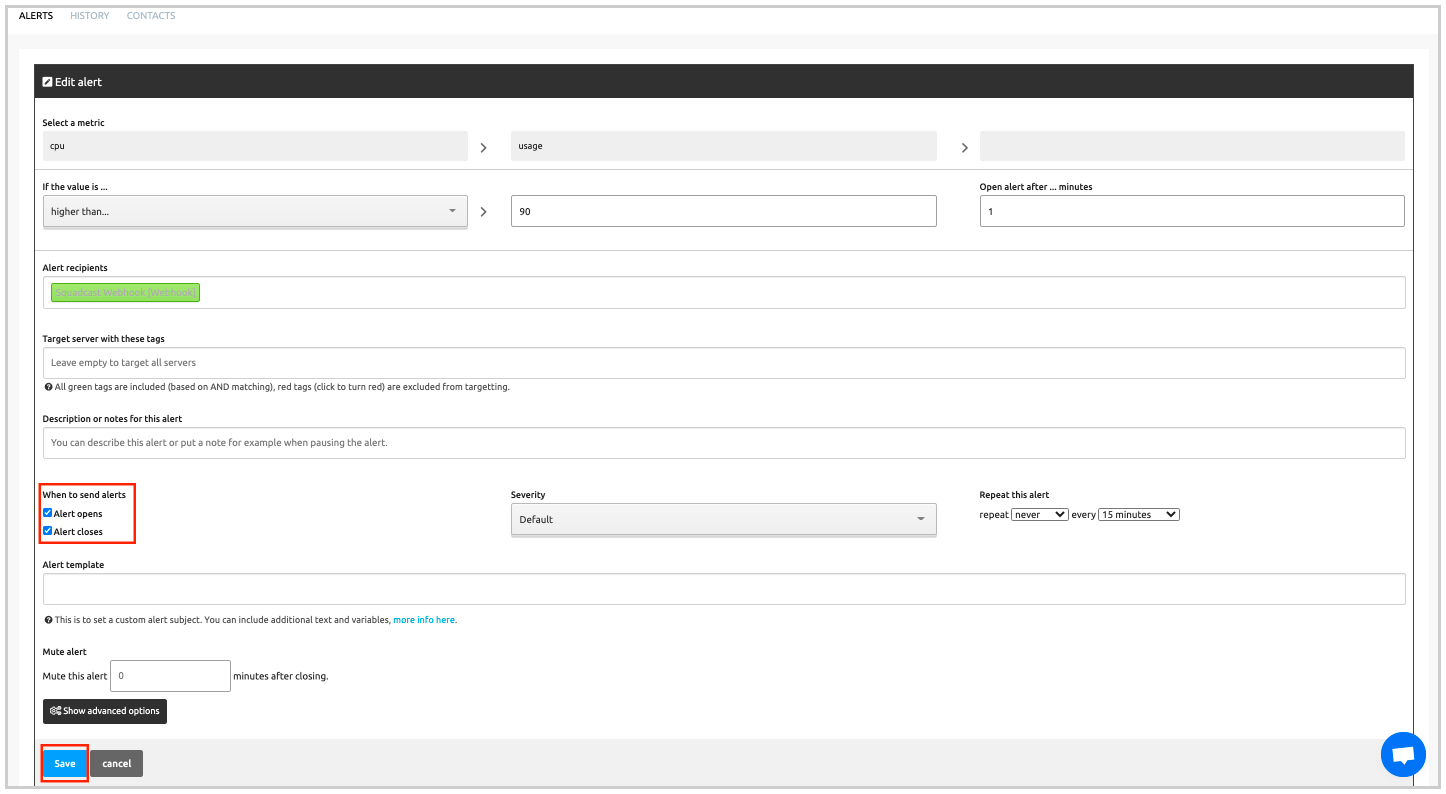 ALERTS HISTORY CONTACTS
Edit alert
Select a metric
cpu usage
If the value is ... Open alert after ... minutes
higher than... 90 1
Alert recipients
Squadcast Webhook [Webhook]
Target server with these tags
Leave empty to target all servers
All green tags are included (based on AND matching), red tags (click to turn red) are excluded from targetting.
Description or notes for this alert
You can describe this alert or put a note for example when pausing the alert.
When to send alerts Severity Repeat this alert
Alert opens Default repeat never every 15 minutes
Alert closes
Alert template
This is to set a custom alert subject. You can include additional text and variables, more info here.
Mute alert
Mute this alert 0 minutes after closing.
Show advanced options
Save cancel